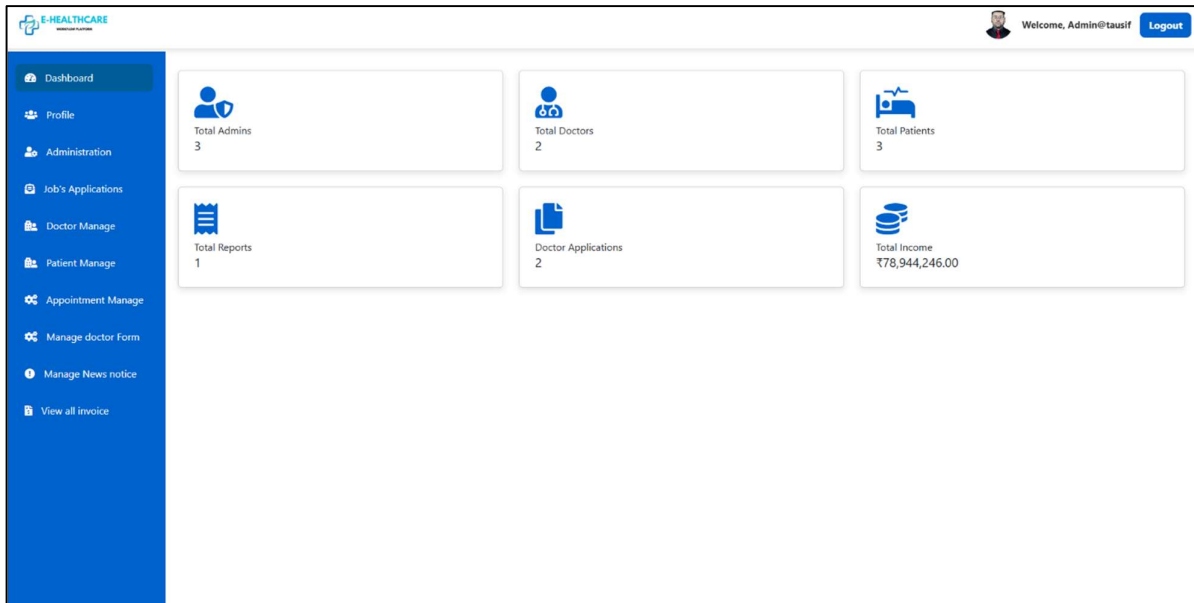 E-HEALTHCARE
WORKFLOW PLATFORM
Welcome, Admin@tausif
Logout
Dashboard
Profile
Administration
Job's Applications
Doctor Manage
Patient Manage
Appointment Manage
Manage doctor Form
Manage News notice
View all invoice
Total Admins
3
Total Doctors
2
Total Patients
3
Total Reports
1
Doctor Applications
2
Total Income
₹78,944,246.00